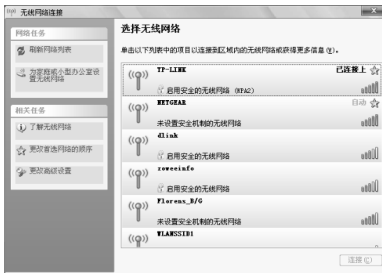 无线网络连接
网络任务
刷新网络列表
为家庭或小型办公室设置无线网络
相关任务
了解无线网络
更改首选网络的顺序
更改高级设置
选择无线网络
单击以下列表中的项目以连接到区域内的无线网络或获得更多信息(W)。
TP-LINK 已连接上
启用安全的无线网络 (WPA2)
NETGEAR 自动
未设置安全机制的无线网络
dlink
启用安全的无线网络
roweeinfo
启用安全的无线网络
Florens_B/G
未设置安全机制的无线网络
WLANSSID1
连接(C)